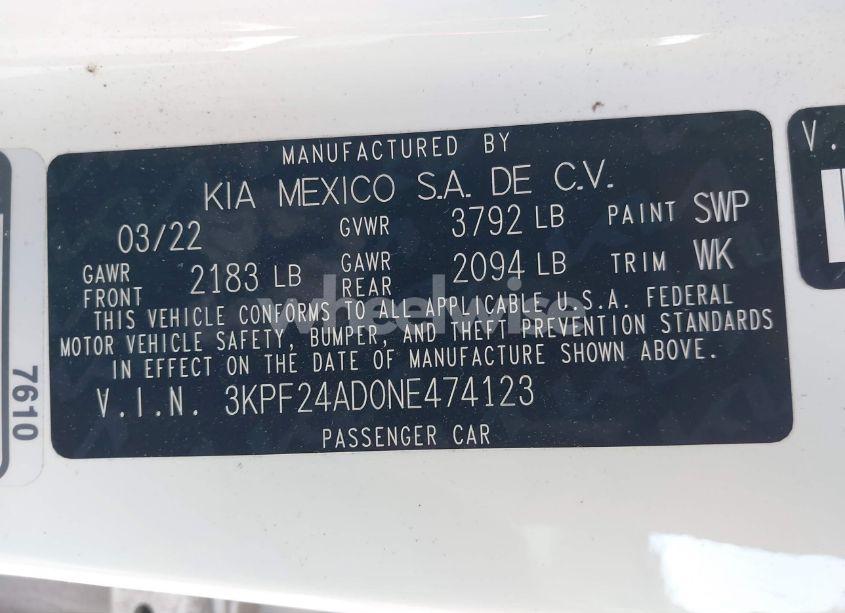 MANUFACTURED BY
KIA MEXICO S.A. DE C.V.
03/22 GVWR 3792 LB PAINT SWP
GAWR FRONT 2183 LB GAWR REAR 2094 LB TRIM WK
THIS VEHICLE CONFORMS TO ALL APPLICABLE U.S.A. FEDERAL
MOTOR VEHICLE SAFETY, BUMPER, AND THEFT PREVENTION STANDARDS
IN EFFECT ON THE DATE OF MANUFACTURE SHOWN ABOVE.
V.I.N. 3KPF24AD0NE474123
PASSENGER CAR
7610
V.
wheelwise